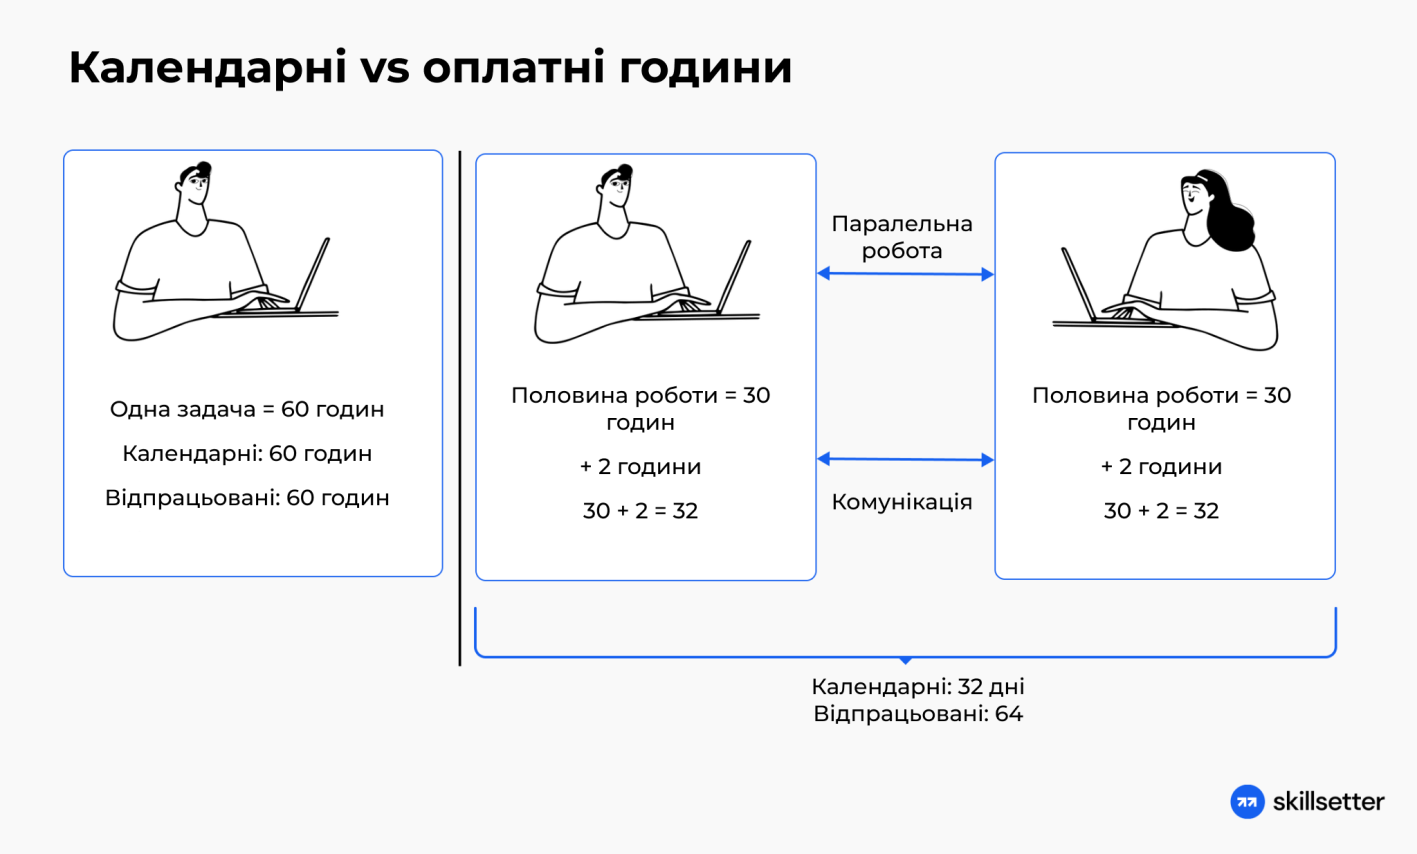 Календарні vs оплатні години
Одна задача = 60 годин
Календарні: 60 годин
Відпрацьовані: 60 годин
Половина роботи = 30
годин
+ 2 години
30 + 2 = 32
Паралельна
робота
Комунікація
Половина роботи = 30
годин
+ 2 години
30 + 2 = 32
Календарні: 32 дні
Відпрацьовані: 64
skillsetter